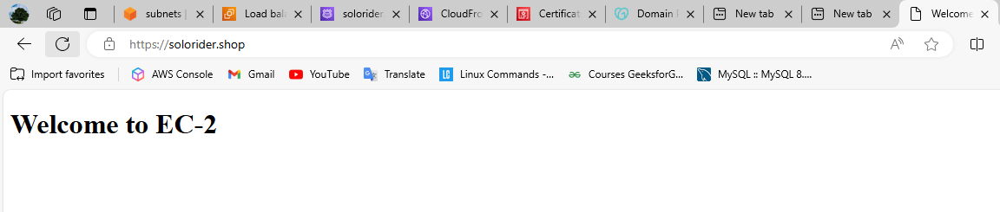 subnets | Load bala solorider CloudFro Certificat Domain New tab New tab Welcome
https://solorider.shop
Import favorites AWS Console Gmail YouTube Translate Linux Commands -... Courses GeeksforG... MySQL :: MySQL 8....
Welcome to EC-2